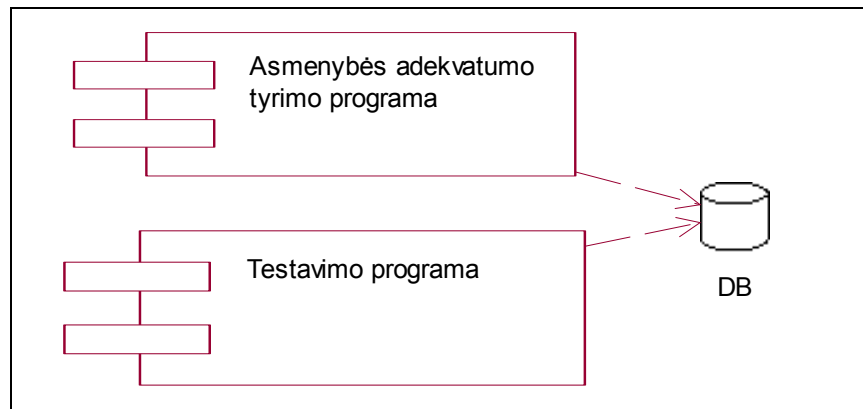 Asmenybės adekvatumo
tyrimo programa
Testavimo programa
DB